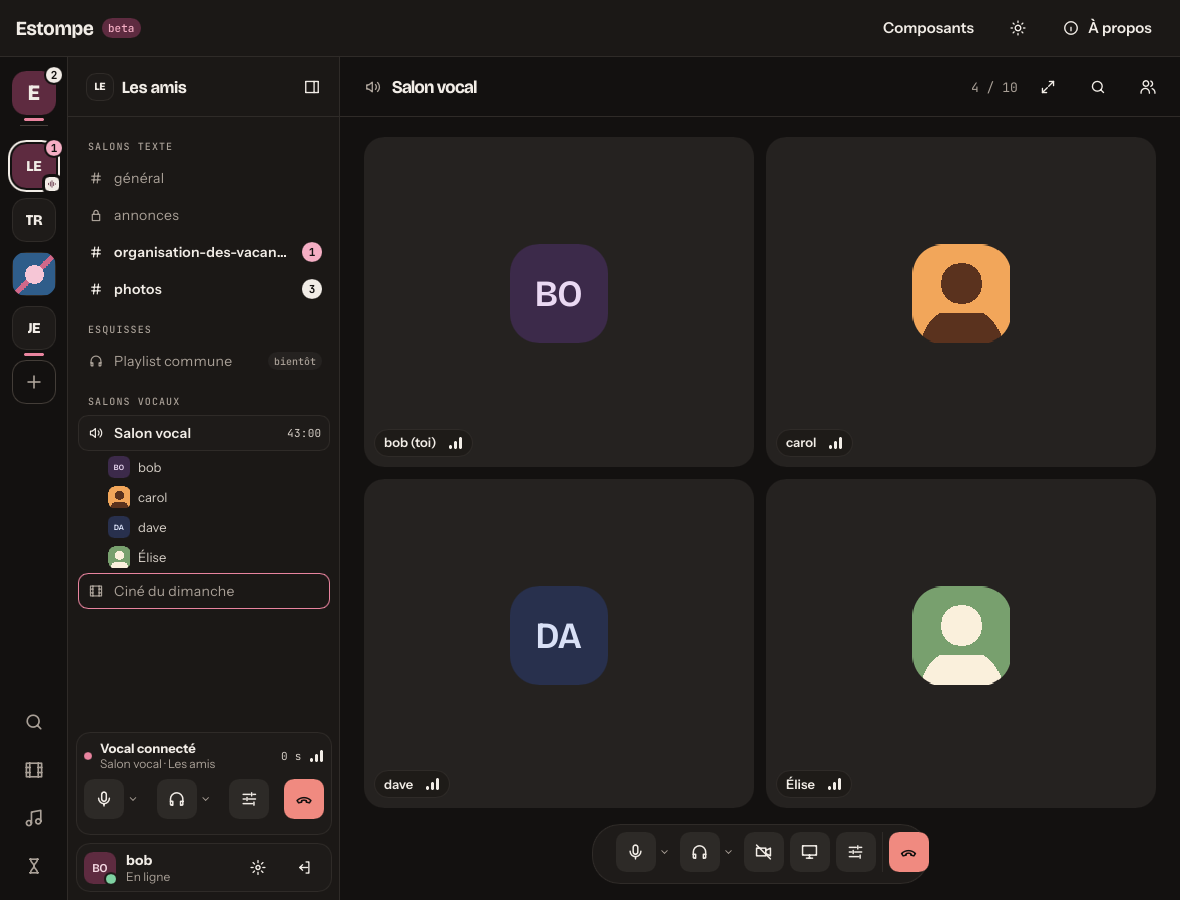 Estompe beta
Composants
À propos
E 2
LE 1
TR
JE
LE Les amis
SALONS TEXTE
# général
annonces
# organisation-des-vacan... 1
# photos 3
ESQUISSES
Playlist commune bientôt
SALONS VOCAUX
Salon vocal 43:00
BO bob
carol
DA dave
Élise
Ciné du dimanche
Vocal connecté
Salon vocal · Les amis
0 s
BO bob
En ligne
Salon vocal
4 / 10
BO
bob (toi)
carol
DA
dave
Élise